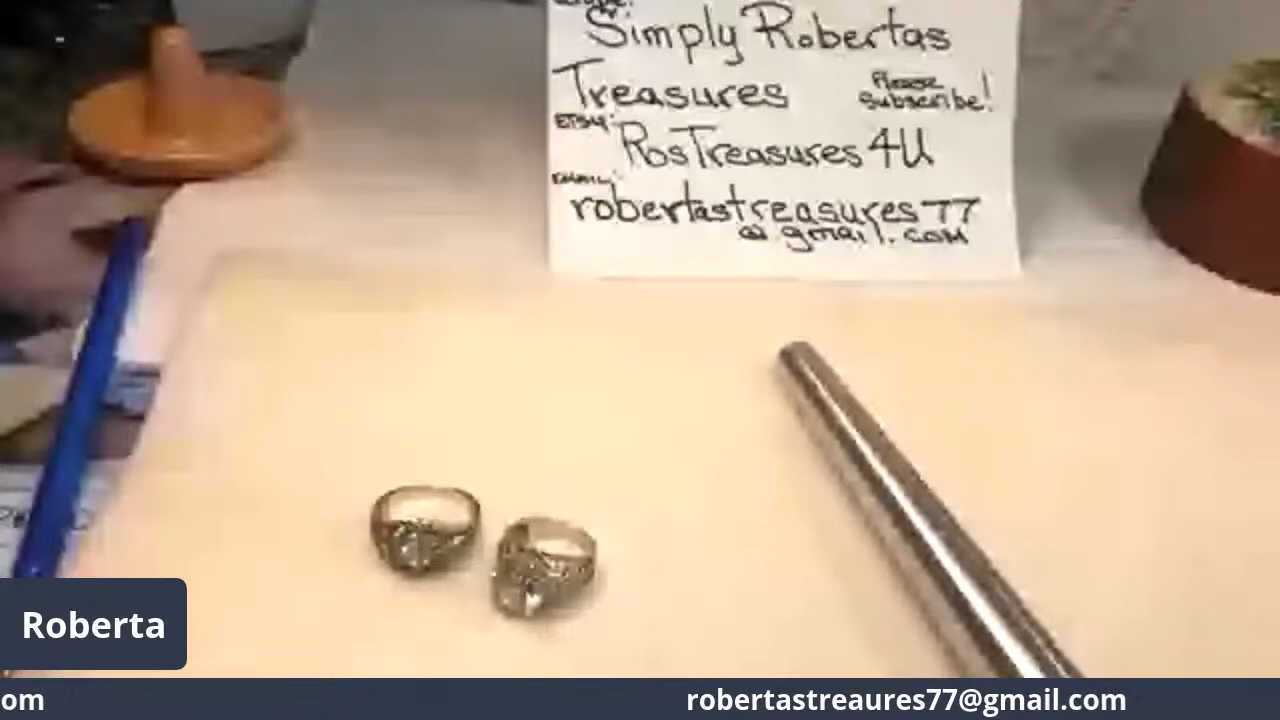 Simply Robertas
Treasures
Please
subscribe!
ETSY:
RosTreasures4U
EMAIL:
robertastreasures77
@gmail.com
Roberta
om
robertastreaures77@gmail.com